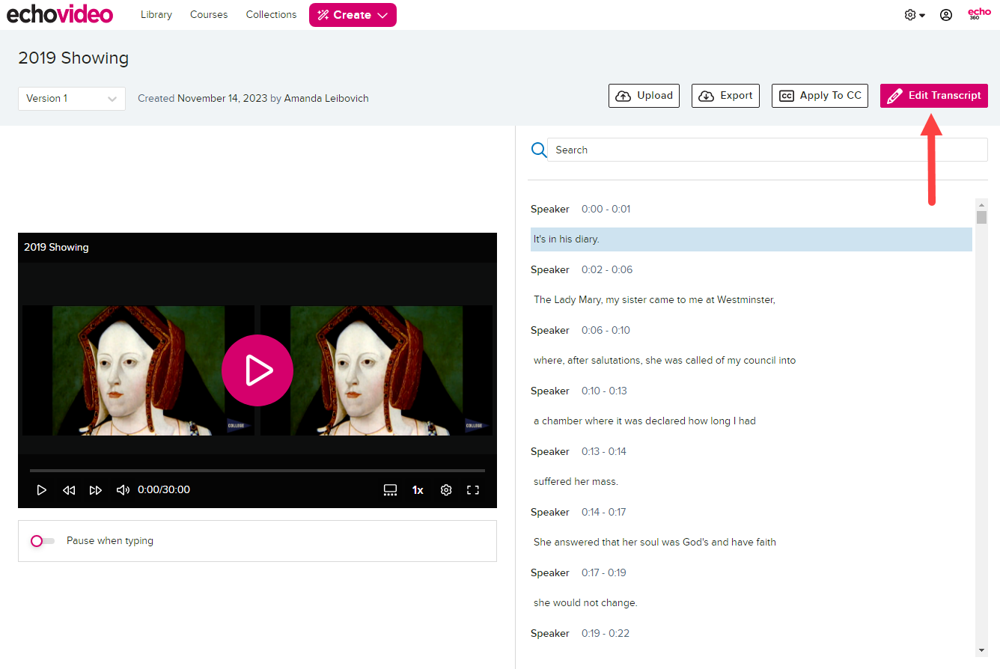 echovideo Library Courses Collections Create echo
360
2019 Showing
Version 1 Created November 14, 2023 by Amanda Leibovich Upload Export CC Apply To CC Edit Transcript
Search
2019 Showing
COLLEGE COLLEGE
0:00/30:00 1x
Pause when typing
Speaker 0:00 - 0:01
It's in his diary.
Speaker 0:02 - 0:06
The Lady Mary, my sister came to me at Westminster,
Speaker 0:06 - 0:10
where, after salutations, she was called of my council into
Speaker 0:10 - 0:13
a chamber where it was declared how long I had
Speaker 0:13 - 0:14
suffered her mass.
Speaker 0:14 - 0:17
She answered that her soul was God's and have faith
Speaker 0:17 - 0:19
she would not change.
Speaker 0:19 - 0:22